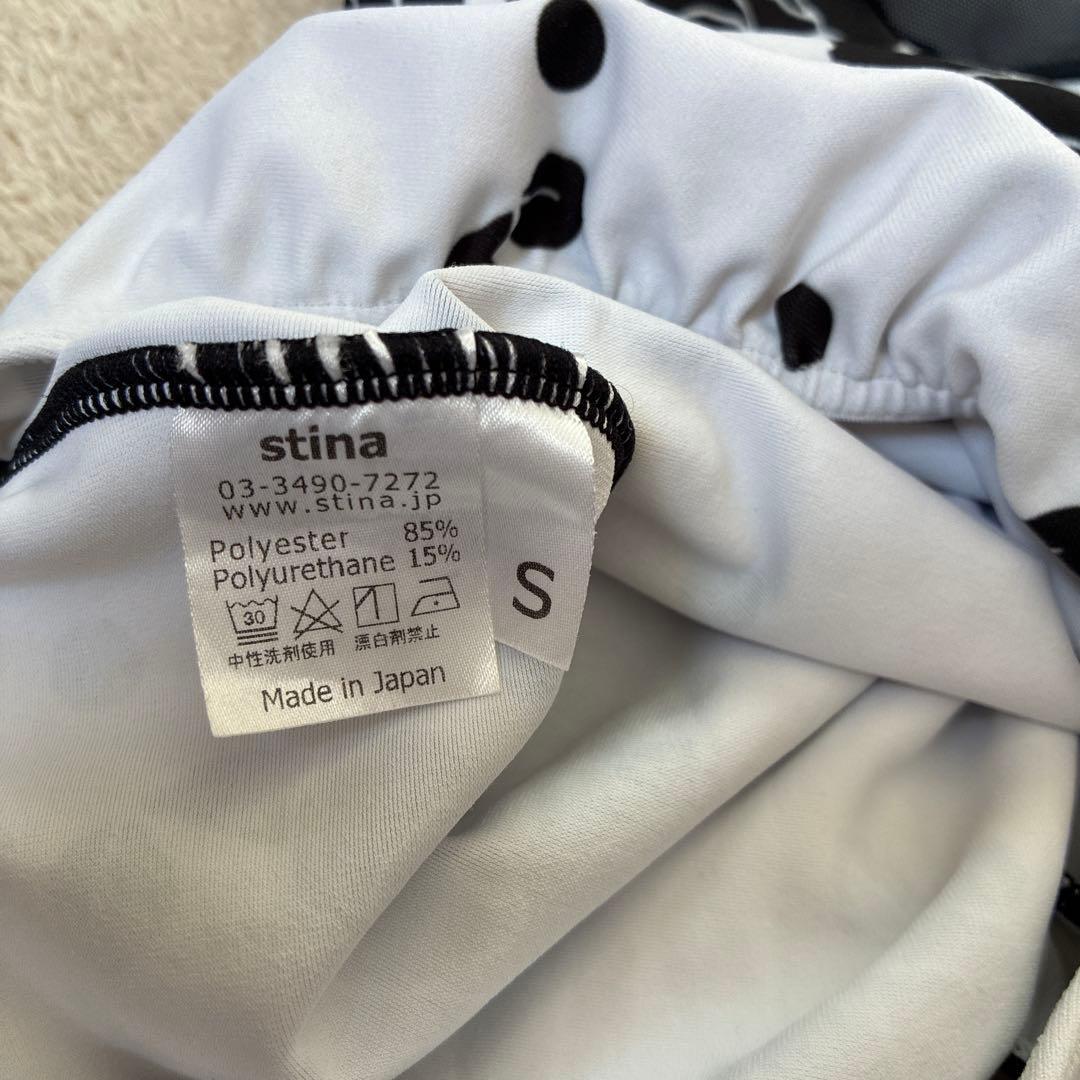 stina
03-3490-7272
www.stina.jp
Polyester 85%
Polyurethane 15%
30
中性洗剤使用 漂白剤禁止
Made in Japan
S